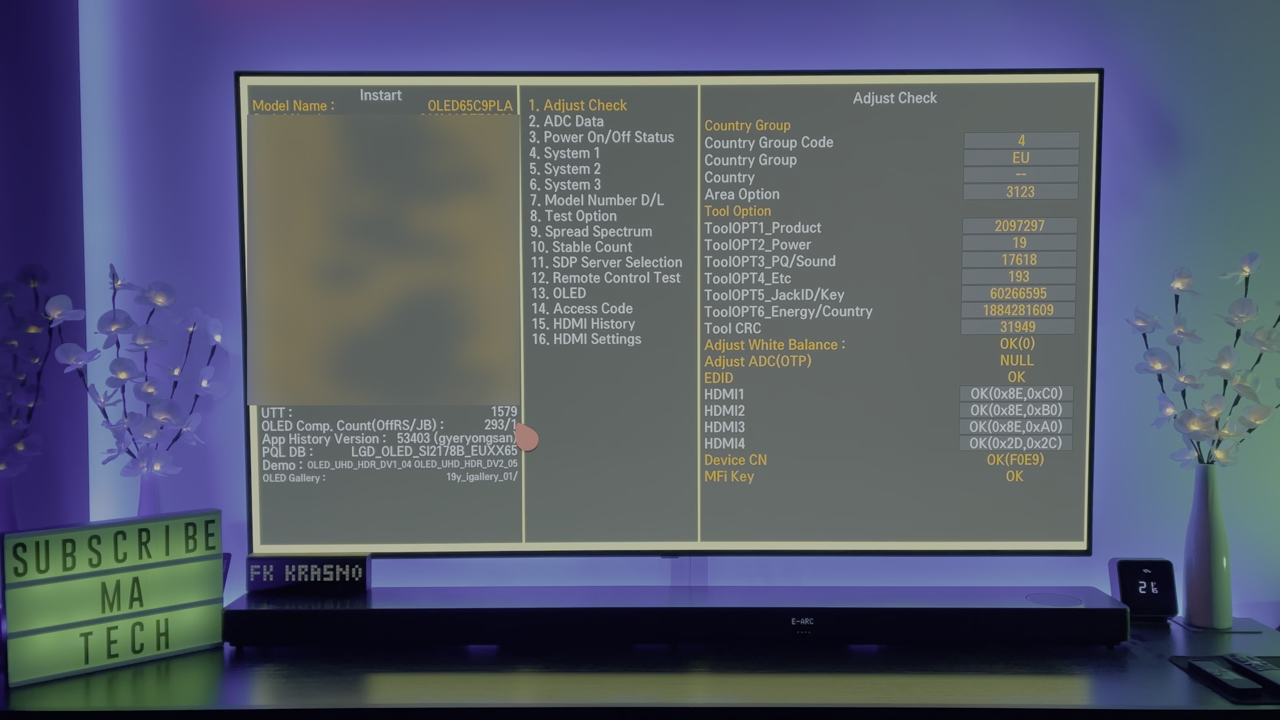 Instart
Model Name : OLED65C9PLA
UTT : 1579
OLED Comp. Count(OffRS/JB) : 293/1
App History Version : 53403 (gyeryongsan)
PQL DB : LGD_OLED_SI2178B_EUXX65
Demo : OLED_UHD_HDR_DV1_04 OLED_UHD_HDR_DV2_05
OLED Gallery : 19y_igallery_01/
1. Adjust Check
2. ADC Data
3. Power On/Off Status
4. System 1
5. System 2
6. System 3
7. Model Number D/L
8. Test Option
9. Spread Spectrum
10. Stable Count
11. SDP Server Selection
12. Remote Control Test
13. OLED
14. Access Code
15. HDMI History
16. HDMI Settings
Adjust Check
Country Group
Country Group Code 4
Country Group EU
Country --
Area Option 3123
Tool Option
ToolOPT1_Product 2097297
ToolOPT2_Power 19
ToolOPT3_PQ/Sound 17618
ToolOPT4_Etc 193
ToolOPT5_JackID/Key 60266595
ToolOPT6_Energy/Country 1884281609
Tool CRC 31949
Adjust White Balance : OK(0)
Adjust ADC(OTP) NULL
EDID OK
HDMI1 OK(0x8E,0xC0)
HDMI2 OK(0x8E,0xB0)
HDMI3 OK(0x8E,0xA0)
HDMI4 OK(0x2D,0x2C)
Device CN OK(F0E9)
MFi Key OK
SUBSCRIBE
MA
TECH
FK KRASNO
E-ARC